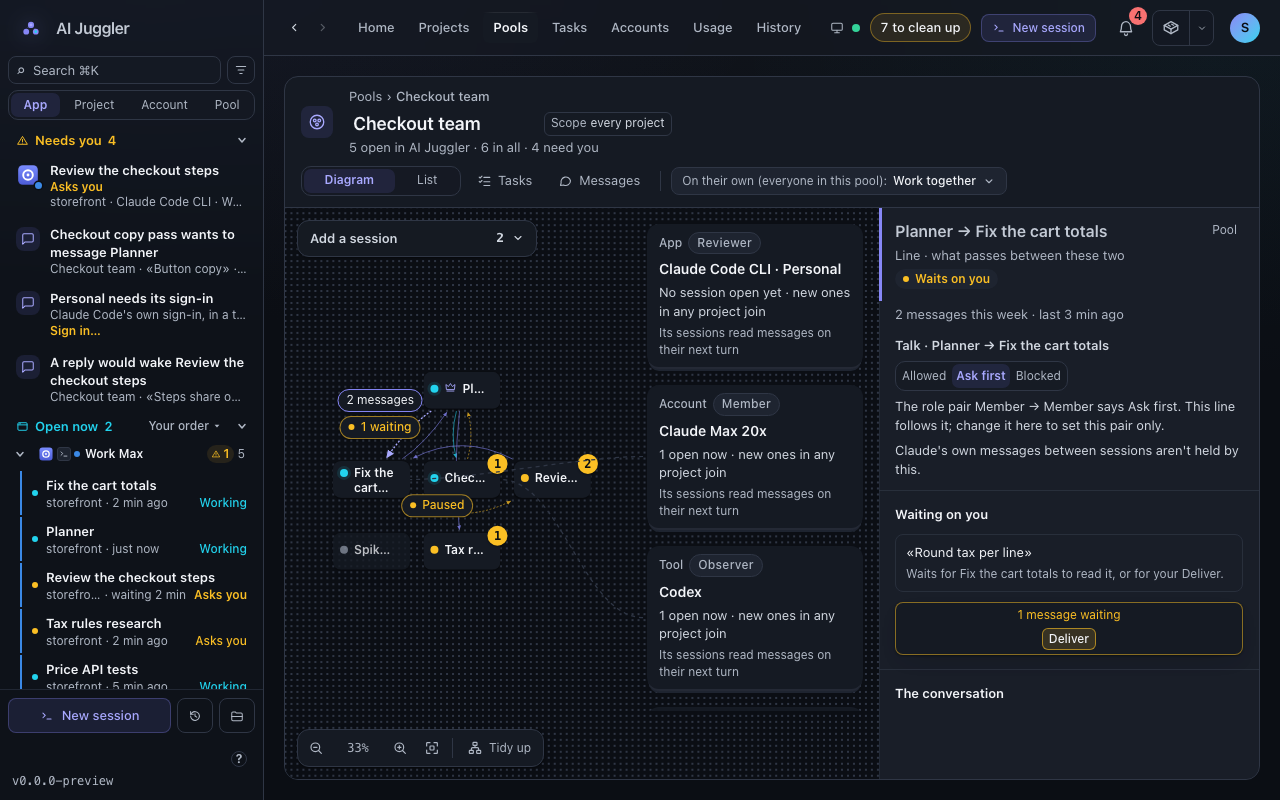 AI Juggler
Search ⌘K
App Project Account Pool
Needs you 4
Review the checkout steps
Asks you
storefront · Claude Code CLI · W…
Checkout copy pass wants to
message Planner
Checkout team · «Button copy» ·…
Personal needs its sign-in
Claude Code's own sign-in, in a t…
Sign in…
A reply would wake Review the
checkout steps
Checkout team · «Steps share o…
Open now 2 Your order
Work Max 1 5
Fix the cart totals
storefront · 2 min ago Working
Planner
storefront · just now Working
Review the checkout steps
storefro… · waiting 2 min Asks you
Tax rules research
storefront · 2 min ago Asks you
Price API tests
storefront · 5 min ago Working
New session
?
v0.0.0-preview
Home Projects Pools Tasks Accounts Usage History
7 to clean up
New session
4
S
Pools › Checkout team
Checkout team
Scope every project
5 open in AI Juggler · 6 in all · 4 need you
Diagram List Tasks Messages
On their own (everyone in this pool): Work together
Add a session 2
Pl…
2 messages
1 waiting
Fix the
cart…
Chec…
1
Revie…
2
Paused
Spik…
Tax r…
1
App Reviewer
Claude Code CLI · Personal
No session open yet · new ones
in any project join
Its sessions read messages on
their next turn
Account Member
Claude Max 20x
1 open now · new ones in any
project join
Its sessions read messages on
their next turn
Tool Observer
Codex
1 open now · new ones in any
project join
Its sessions read messages on
their next turn
33%
Tidy up
Planner → Fix the cart totals
Pool
Line · what passes between these two
Waits on you
2 messages this week · last 3 min ago
Talk · Planner → Fix the cart totals
Allowed Ask first Blocked
The role pair Member → Member says Ask first. This line
follows it; change it here to set this pair only.
Claude's own messages between sessions aren't held by
this.
Waiting on you
«Round tax per line»
Waits for Fix the cart totals to read it, or for your Deliver.
1 message waiting
Deliver
The conversation